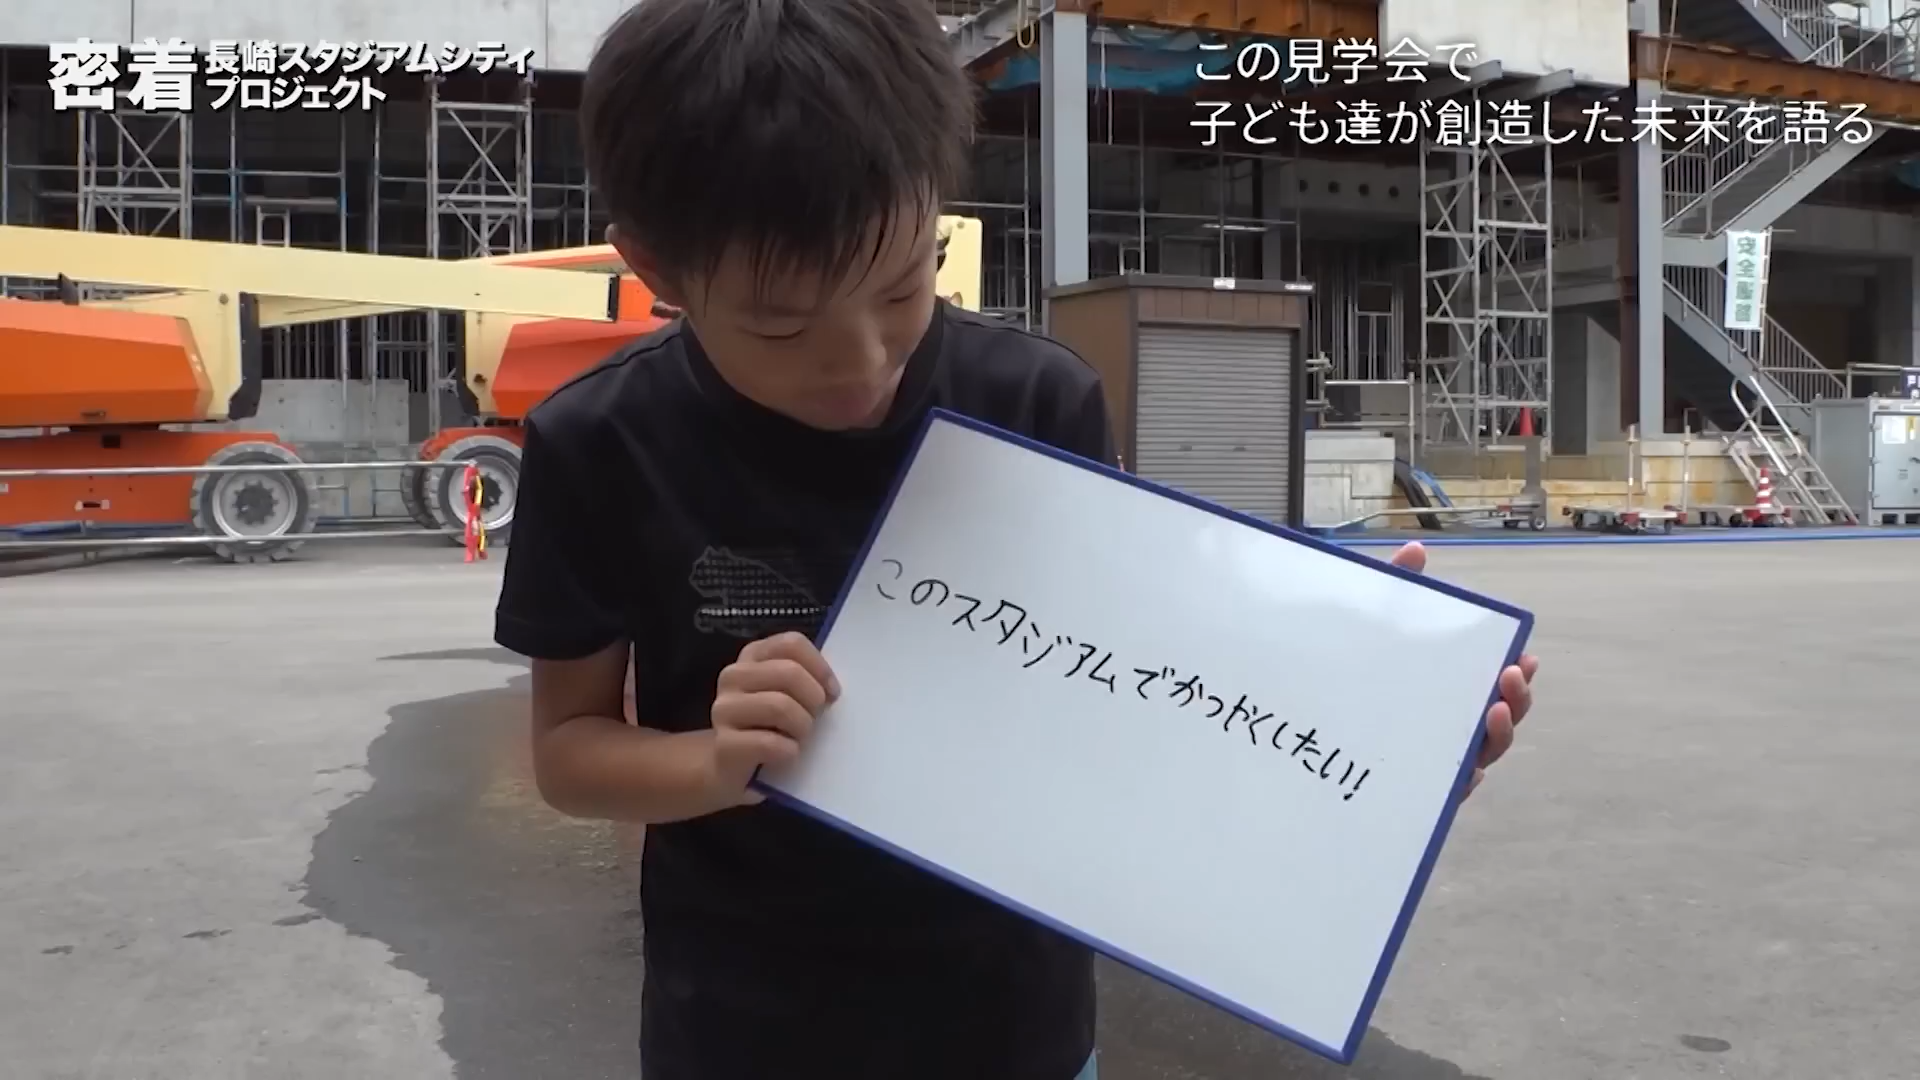 密着
長崎スタジアムシティ
プロジェクト
この見学会で
子ども達が創造した未来を語る
このスタジアムでかつやくしたい!